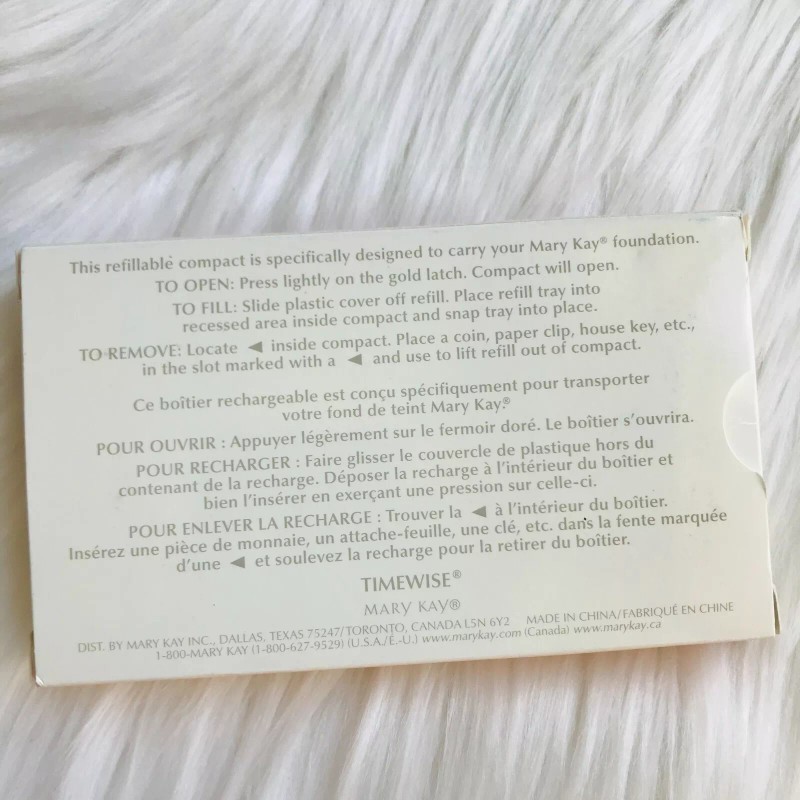 This refillable compact is specifically designed to carry your Mary Kay® foundation.
TO OPEN: Press lightly on the gold latch. Compact will open.
TO FILL: Slide plastic cover off refill. Place refill tray into
recessed area inside compact and snap tray into place.
TO REMOVE: Locate ◄ inside compact. Place a coin, paper clip, house key, etc.,
in the slot marked with a ◄ and use to lift refill out of compact.
Ce boîtier rechargeable est conçu spécifiquement pour transporter
votre fond de teint Mary Kay®.
POUR OUVRIR : Appuyer légèrement sur le fermoir doré. Le boîtier s'ouvrira.
POUR RECHARGER : Faire glisser le couvercle de plastique hors du
contenant de la recharge. Déposer la recharge à l'intérieur du boîtier et
bien l'insérer en exerçant une pression sur celle-ci.
POUR ENLEVER LA RECHARGE : Trouver la ◄ à l'intérieur du boîtier.
Insérez une pièce de monnaie, un attache-feuille, une clé, etc. dans la fente marquée
d'une ◄ et soulevez la recharge pour la retirer du boîtier.
TIMEWISE®
MARY KAY®
DIST. BY MARY KAY INC., DALLAS, TEXAS 75247/TORONTO, CANADA L5N 6Y2 MADE IN CHINA/FABRIQUÉ EN CHINE
1-800-MARY KAY (1-800-627-9529) (U.S.A./É.-U.) www.marykay.com (Canada) www.marykay.ca